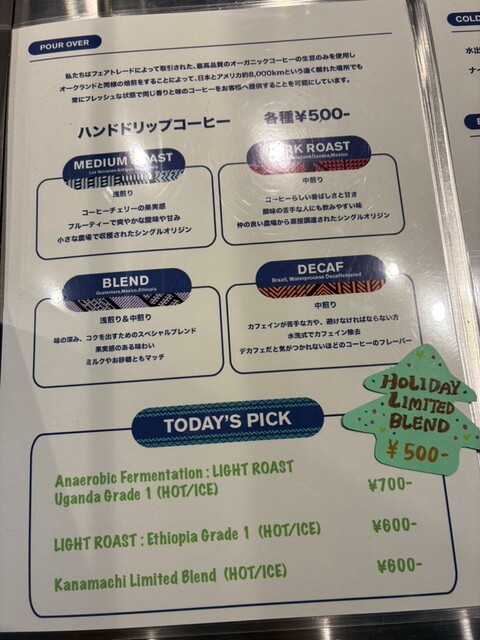 POUR OVER
COLD
私たちはフェアトレードによって取引された、最高品質のオーガニックコーヒーの生豆のみを使用し
オークランドと同様の焙煎をすることによって、日本とアメリカ約8,000kmという遠く離れた場所でも
常にフレッシュな状態で同じ香りと味のコーヒーをお客様へ提供することを可能にしています。
水出
ナイ
ハンドドリップコーヒー 各種¥500-
MEDIUM ROAST
浅煎り
コーヒーチェリーの果実感
フルーティーで爽やかな酸味や甘み
小さな農場で収穫されたシングルオリジン
DARK ROAST
中煎り
コーヒーらしい香ばしさと甘さ
酸味の苦手な人にも飲みやすい味
仲の良い農場から直接調達されたシングルオリジン
BLEND
Guatemara,Mexico,Ethiopia
浅煎り&中煎り
味の深み、コクを出すためのスペシャルブレンド
果実感のある味わい
ミルクやお砂糖ともマッチ
DECAF
Brazil, Waterprocess Decaffeinated
中煎り
カフェインが苦手な方や、避けなければならない方
水洗式でカフェイン除去
デカフェだと気がつかれないほどのコーヒーのフレーバー
HOLIDAY
LIMITED
BLEND
¥500-
TODAY'S PICK
Anaerobic Fermentation : LIGHT ROAST
Uganda Grade 1 (HOT/ICE) ¥700-
LIGHT ROAST : Ethiopia Grade 1 (HOT/ICE) ¥600-
Kanamachi Limited Blend (HOT/ICE) ¥600-